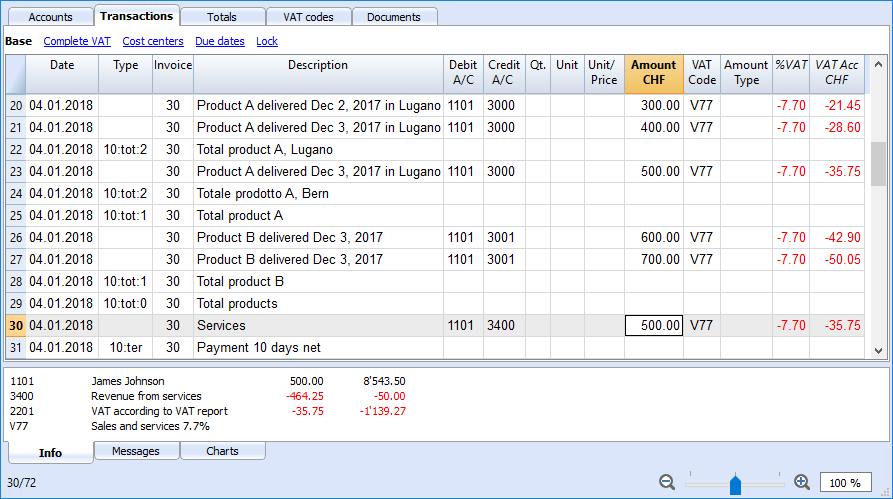 Accounts Transactions Totals VAT codes Documents
Base Complete VAT Cost centers Due dates Lock
Date Type Invoice Description Debit A/C Credit A/C Qt. Unit Unit/ Price Amount CHF VAT Code Amount Type %VAT VAT Acc CHF
20 04.01.2018 30 Product A delivered Dec 2, 2017 in Lugano 1101 3000 300.00 V77 -7.70 -21.45
21 04.01.2018 30 Product A delivered Dec 3, 2017 in Lugano 1101 3000 400.00 V77 -7.70 -28.60
22 04.01.2018 10:tot:2 30 Total product A, Lugano
23 04.01.2018 30 Product A delivered Dec 3, 2017 in Lugano 1101 3000 500.00 V77 -7.70 -35.75
24 04.01.2018 10:tot:2 30 Totale prodotto A, Bern
25 04.01.2018 10:tot:1 30 Total product A
26 04.01.2018 30 Product B delivered Dec 3, 2017 1101 3001 600.00 V77 -7.70 -42.90
27 04.01.2018 30 Product B delivered Dec 3, 2017 1101 3001 700.00 V77 -7.70 -50.05
28 04.01.2018 10:tot:1 30 Total product B
29 04.01.2018 10:tot:0 30 Total products
30 04.01.2018 30 Services 1101 3400 500.00 V77 -7.70 -35.75
31 04.01.2018 10:ter 30 Payment 10 days net
1101 James Johnson 500.00 8'543.50
3400 Revenue from services -464.25 -50.00
2201 VAT according to VAT report -35.75 -1'139.27
V77 Sales and services 7.7%
Info Messages Charts
30/72 100 %